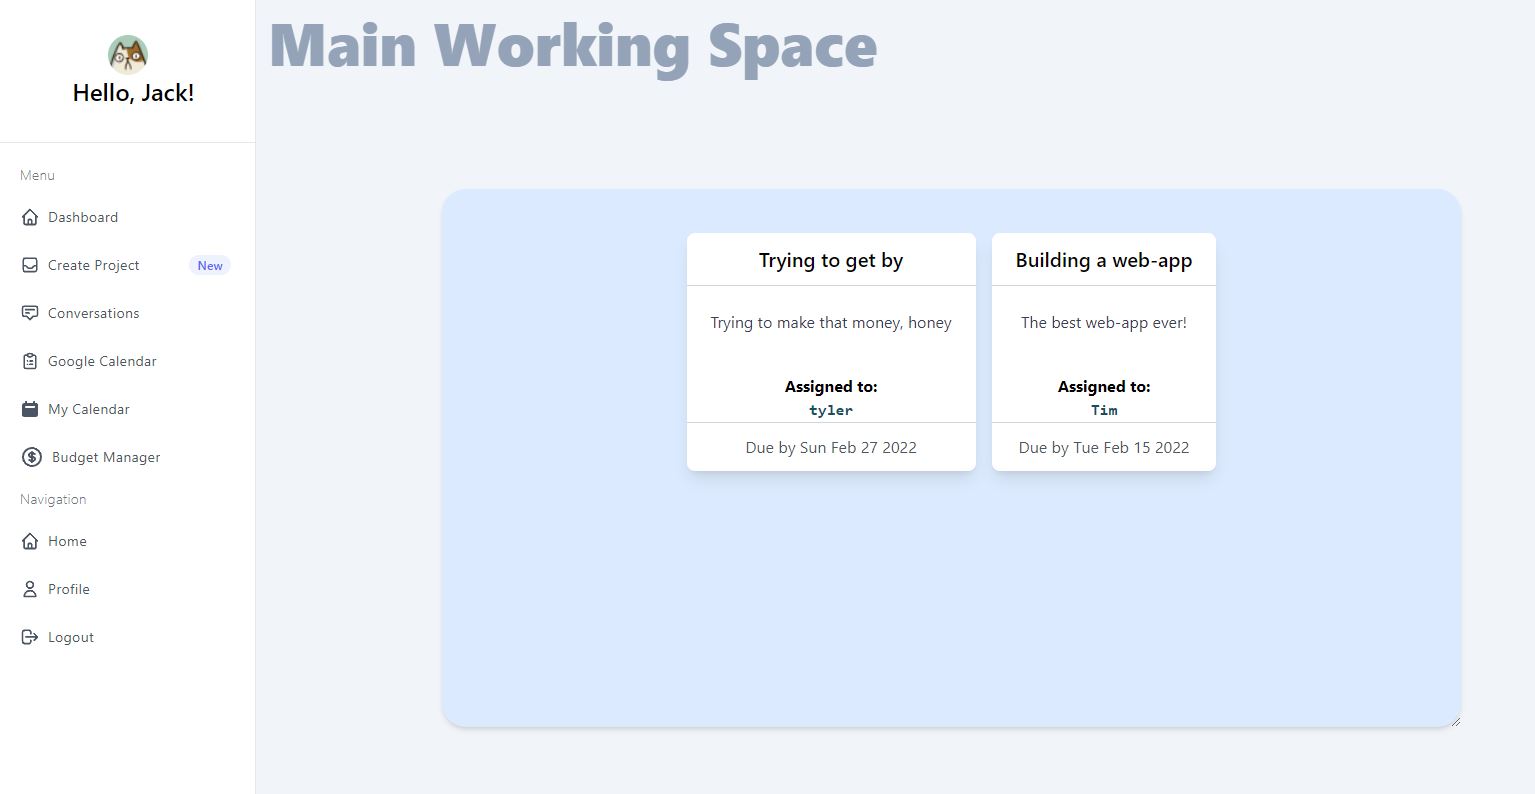 Hello, Jack!
Menu
Dashboard
Create Project New
Conversations
Google Calendar
My Calendar
Budget Manager
Navigation
Home
Profile
Logout
Main Working Space
Trying to get by
Trying to make that money, honey
Assigned to:
tyler
Due by Sun Feb 27 2022
Building a web-app
The best web-app ever!
Assigned to:
Tim
Due by Tue Feb 15 2022